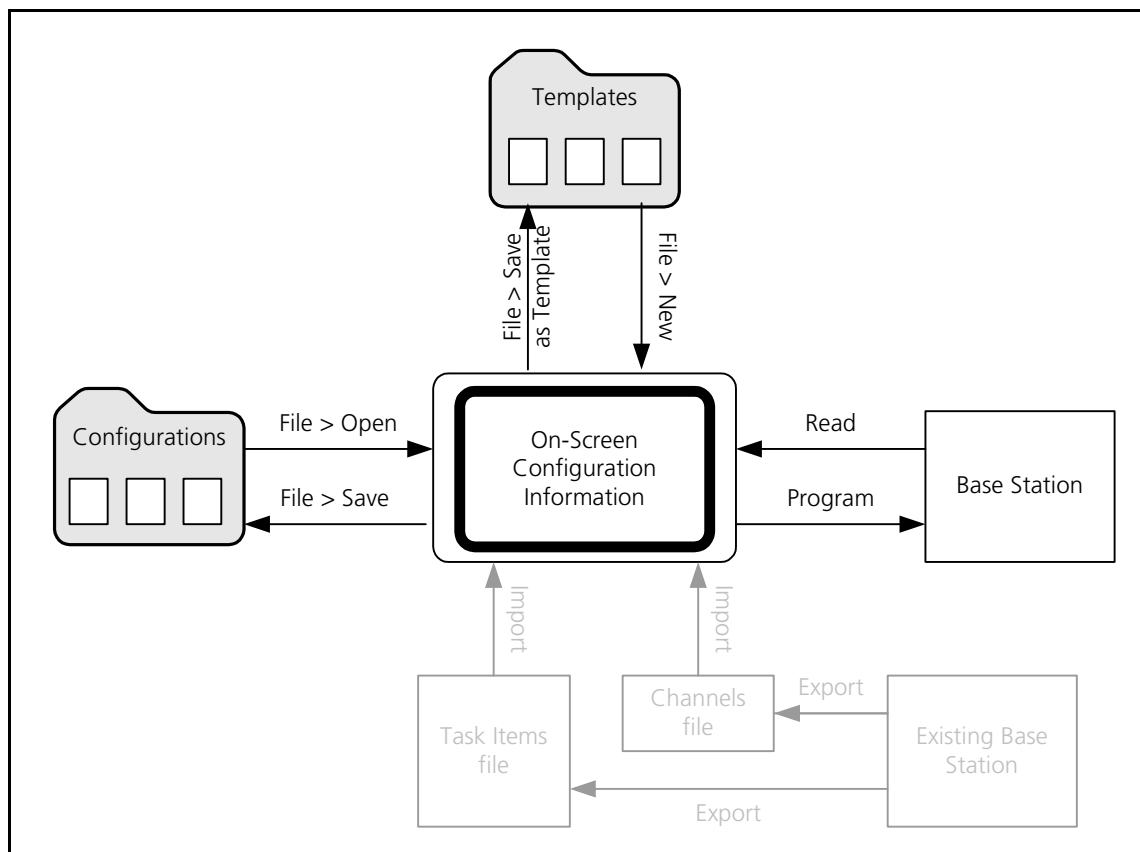 Templates
File > Save
as Template
File > New
Configurations
File > Open
File > Save
On-Screen
Configuration
Information
Read
Program
Base Station
Import
Import
Task Items
file
Channels
file
Export
Export
Existing Base
Station